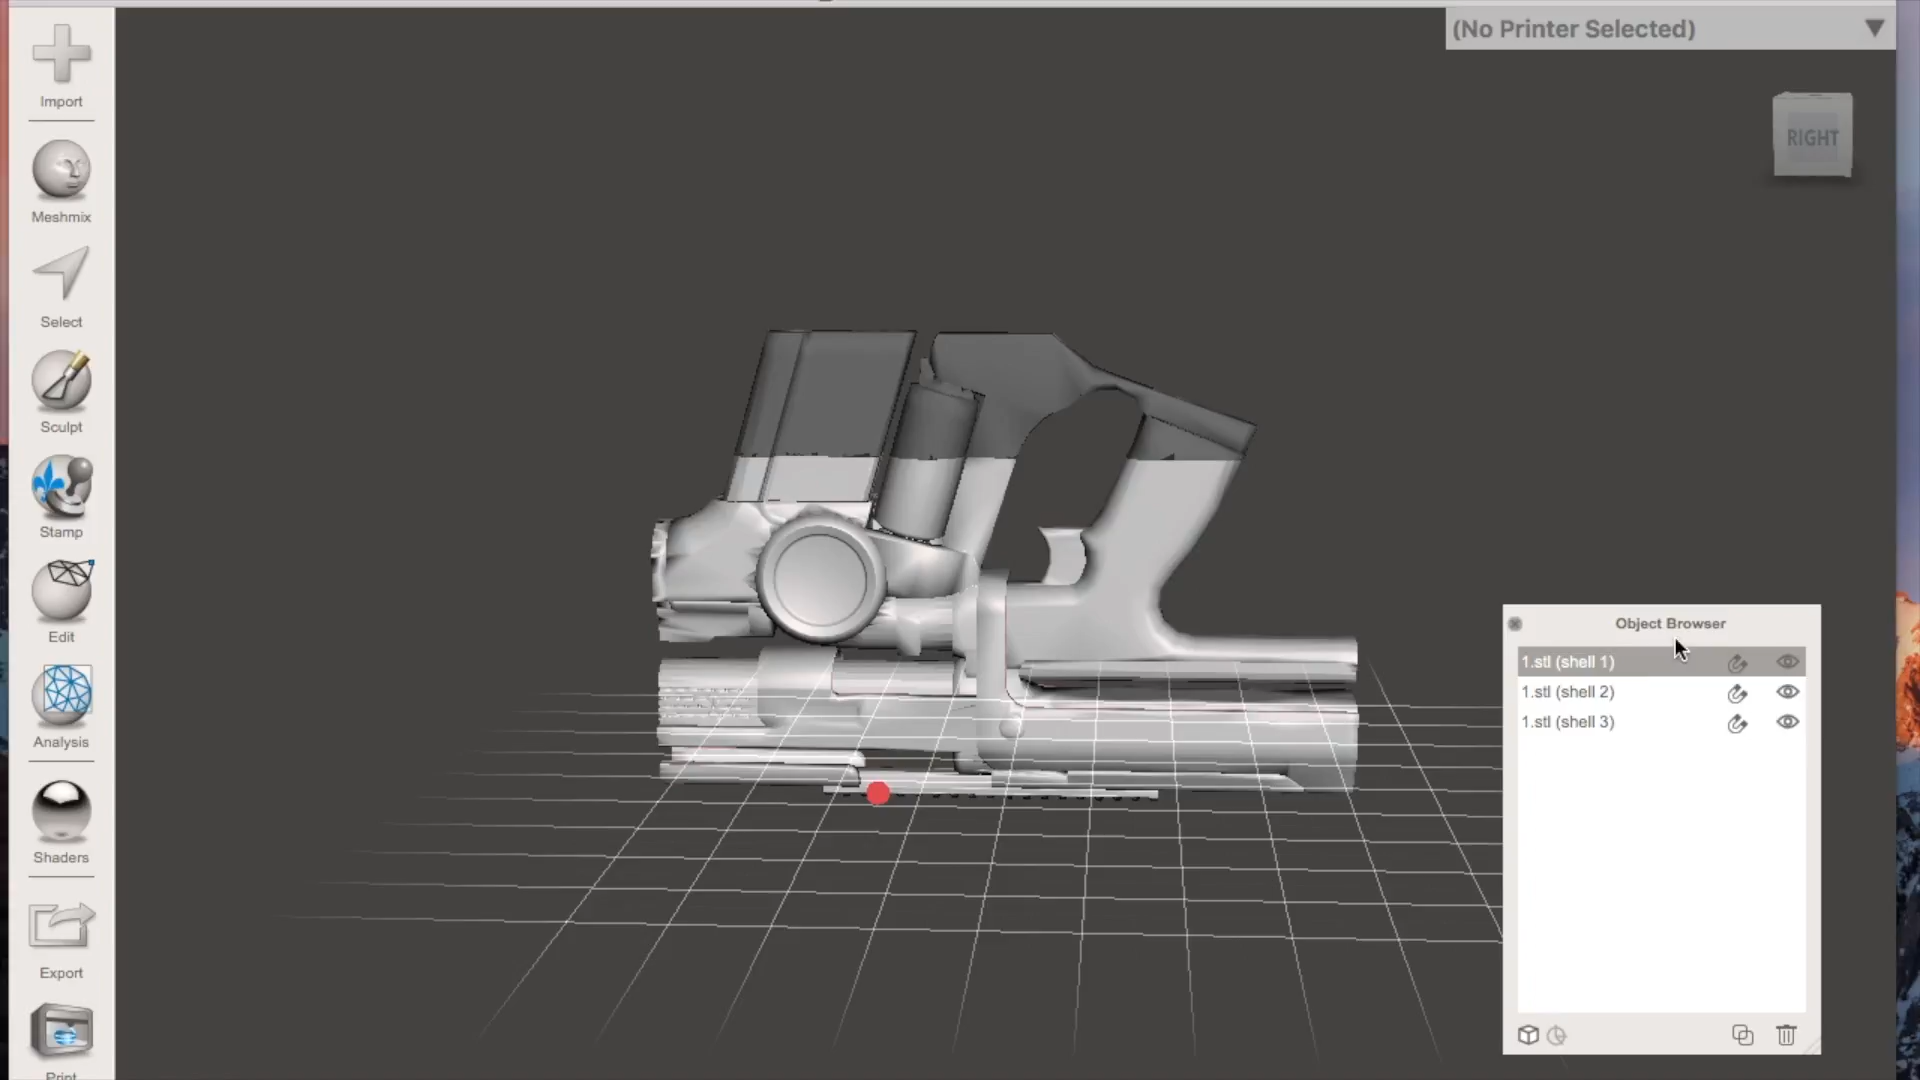 (No Printer Selected)
Import
RIGHT
Meshmix
Select
Sculpt
Stamp
Edit
Object Browser
1.stl (shell 1)
1.stl (shell 2)
1.stl (shell 3)
Analysis
Shaders
Export
Print